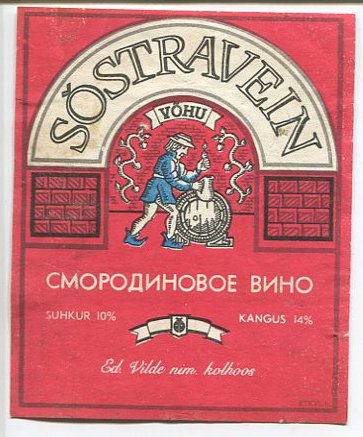 SÕSTRAVEIN
VÕHU
СМОРОДИНОВОЕ ВИНО
SUHKUR 10% KANGUS 14%
Ed. Vilde nim. kolhoos